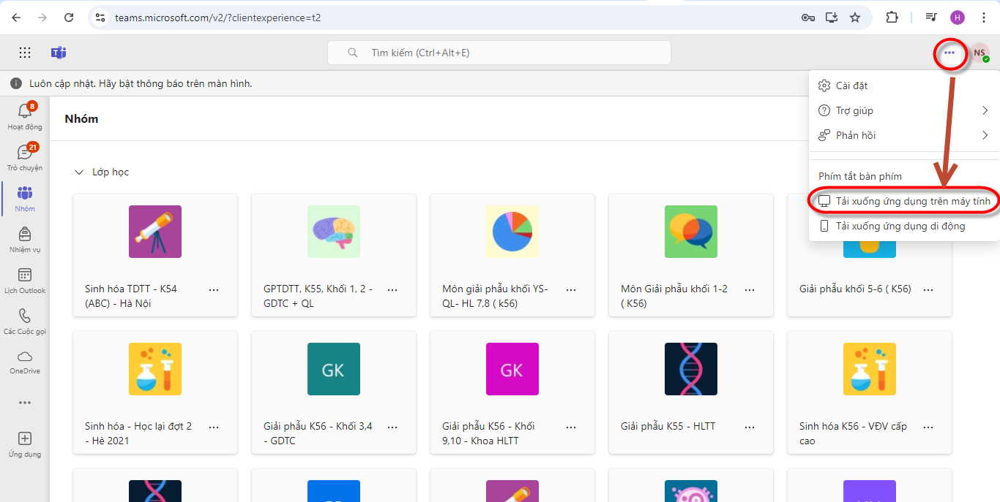 teams.microsoft.com/v2/?clientexperience=t2
H
Tìm kiếm (Ctrl+Alt+E)
NS
Luôn cập nhật. Hãy bật thông báo trên màn hình.
Cài đặt
Trợ giúp
Phản hồi
Phím tắt bàn phím
Tải xuống ứng dụng trên máy tính
Tải xuống ứng dụng di động
8
Hoạt động
21
Trò chuyện
Nhóm
Nhiệm vụ
Lịch Outlook
Các Cuộc gọi
OneDrive
Ứng dụng
Nhóm
Lớp học
Sinh hóa TDTT - K54
(ABC) - Hà Nội
GPTDTT, K55, Khối 1, 2 -
GDTC + QL
Môn giải phẫu khối YS-
QL- HL 7,8 ( k56)
Môn Giải phẫu khối 1-2
( K56)
Giải phẫu khối 5-6 ( K56)
Sinh hóa - Học lại đợt 2
- Hè 2021
GK
Giải phẫu K56 - Khối 3,4
- GDTC
GK
Giải phẫu K56 - Khối
9,10 - Khoa HLTT
Giải phẫu K55 - HLTT
Sinh hóa K56 - VĐV cấp
cao